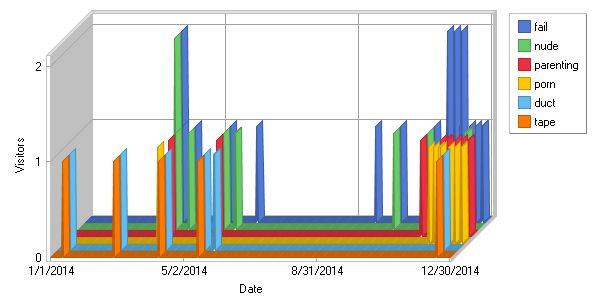 2
1
0
Visitors
1/1/2014 5/2/2014 8/31/2014 12/30/2014
Date
fail
nude
parenting
porn
duct
tape